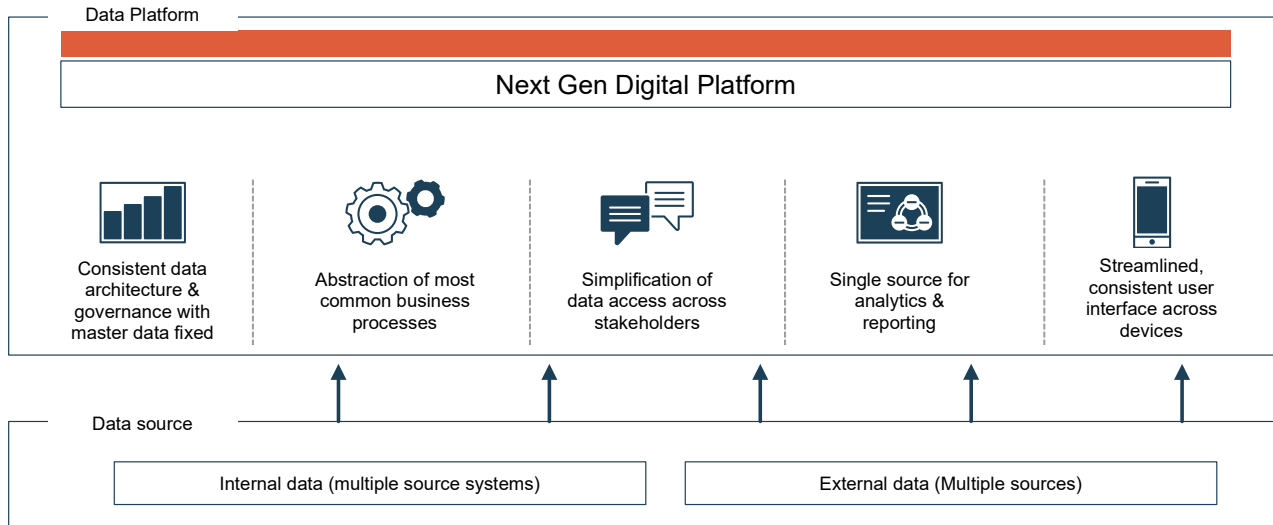 Data Platform
Next Gen Digital Platform
Consistent data
architecture &
governance with
master data fixed
Abstraction of most
common business
processes
Simplification of
data access across
stakeholders
Single source for
analytics &
reporting
Streamlined,
consistent user
interface across
devices
Data source
Internal data (multiple source systems)
External data (Multiple sources)